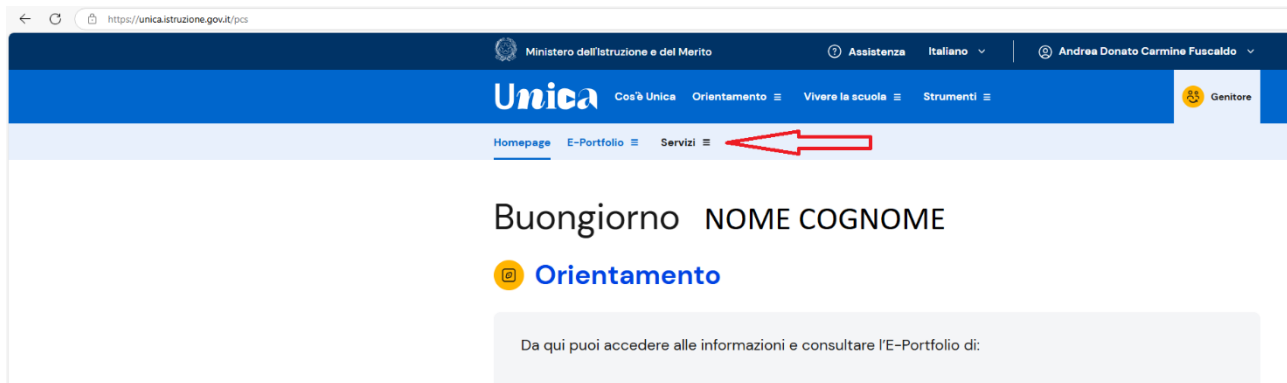 https://unica.istruzione.gov.it/pcs
Ministero dell'Istruzione e del Merito Assistenza Italiano Andrea Donato Carmine Fuscaldo
Unica Cos'è Unica Orientamento Vivere la scuola Strumenti Genitore
Homepage E-Portfolio Servizi
Buongiorno NOME COGNOME
Orientamento
Da qui puoi accedere alle informazioni e consultare l'E-Portfolio di: